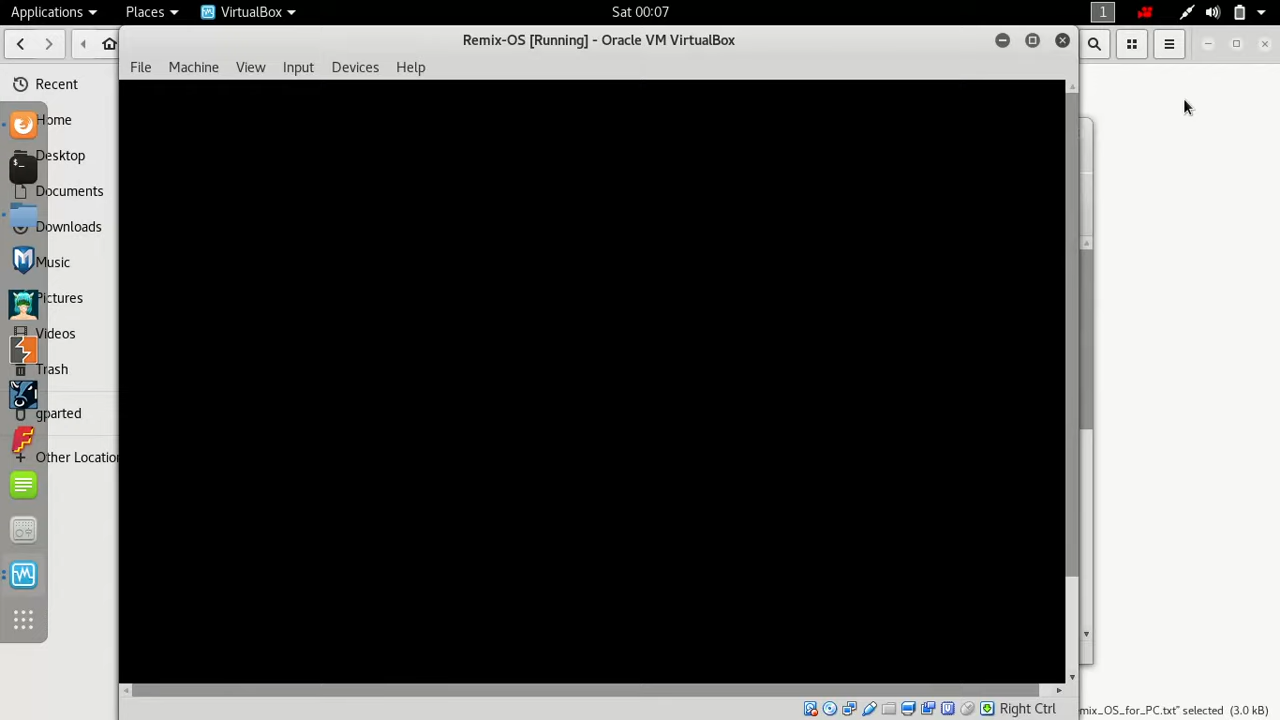 Applications Places VirtualBox Sat 00:07 1
Remix-OS [Running] - Oracle VM VirtualBox
File Machine View Input Devices Help
Recent
Home
Desktop
Documents
Downloads
Music
Pictures
Videos
Trash
gparted
Other Location
Right Ctrl
mix_OS_for_PC.txt" selected (3.0 kB)